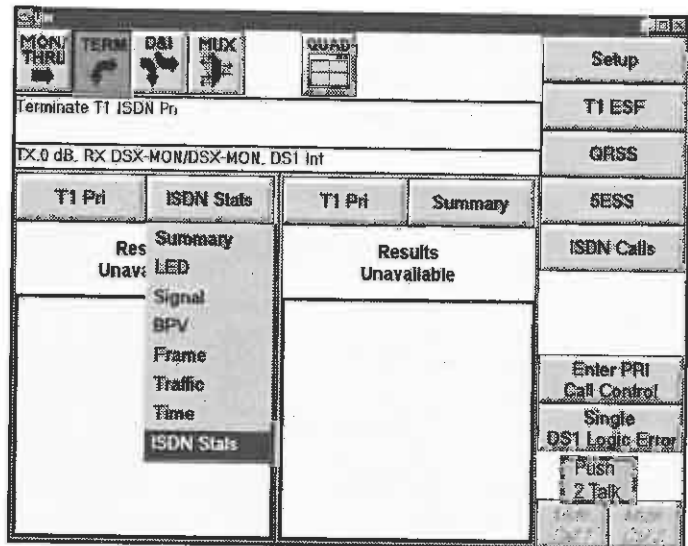 MON/ TERM D&I MUX QUAD
THRU
Setup
Terminate T1 ISDN Pri
T1 ESF
TX.0 dB. RX DSX-MON/DSX-MON, DS1 Int
QRSS
T1 Pri ISDN Stats T1 Pri Summary
5ESS
Results
Unavailable
ISDN Calls
Summary
LED
Signal
BPV
Frame
Traffic
Time
ISDN Stats
Enter PRI
Call Control
Single
DS1 Logic Error
Push
2 Talk